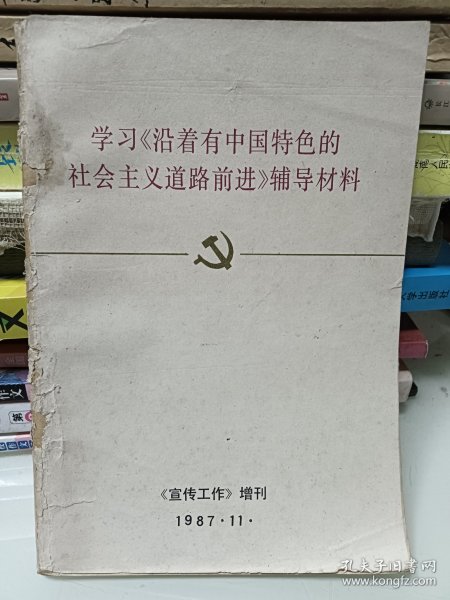 学习《沿着有中国特色的
社会主义道路前进》辅导材料
《宣传工作》增刊
1987·11·
孔夫子旧书网
www.kongfz.com